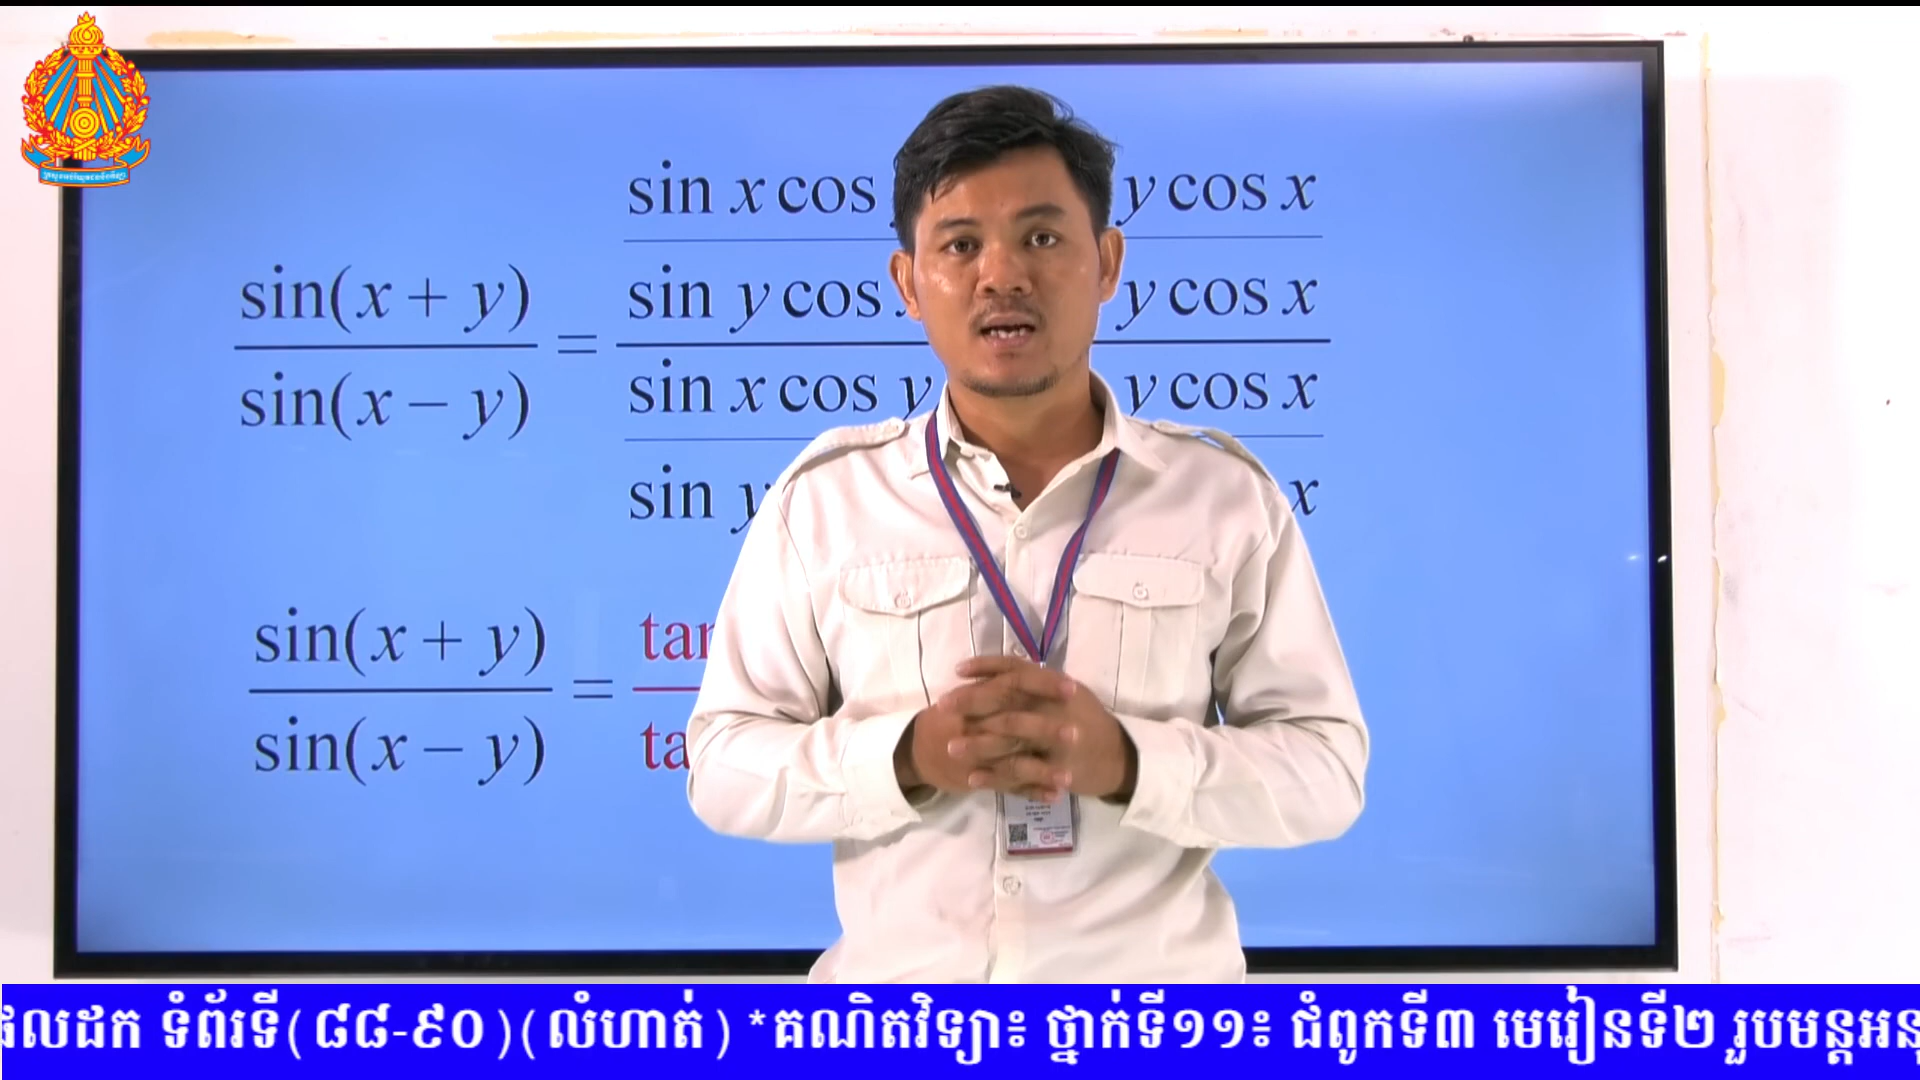 sin x cos y cos x
sin(x + y) = sin y cos y cos x
sin(x − y) sin x cos y y cos x
sin y x
sin(x + y) =
sin(x − y)
ផលដក ទំព័រទី(៨៨-៩០)(លំហាត់) *គណិតវិទ្យា៖ ថ្នាក់ទី១១៖ ជំពូកទី៣ មេរៀនទី២ រូបមន្តអនុ